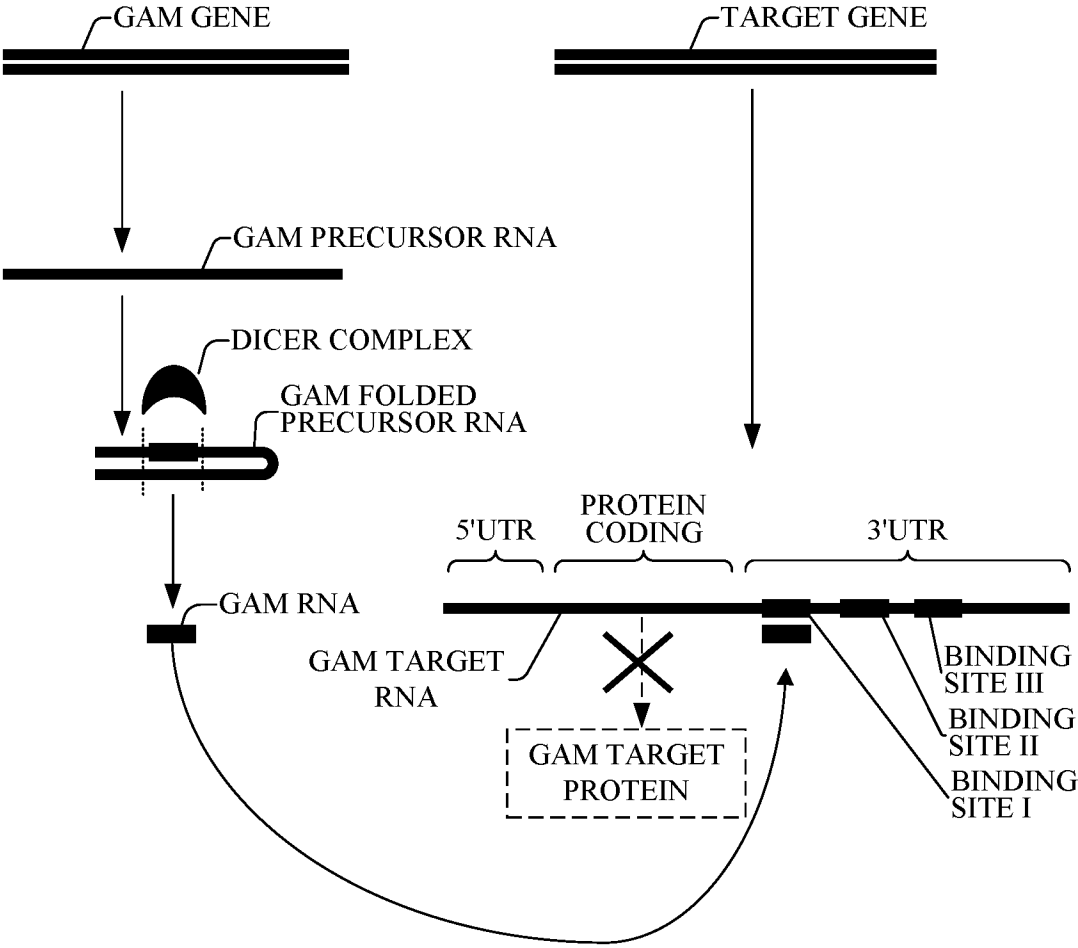 GAM GENE
TARGET GENE
GAM PRECURSOR RNA
DICER COMPLEX
GAM FOLDED
PRECURSOR RNA
GAM RNA
5'UTR
PROTEIN
CODING
3'UTR
GAM TARGET
RNA
BINDING
SITE III
BINDING
SITE II
BINDING
SITE I
GAM TARGET
PROTEIN